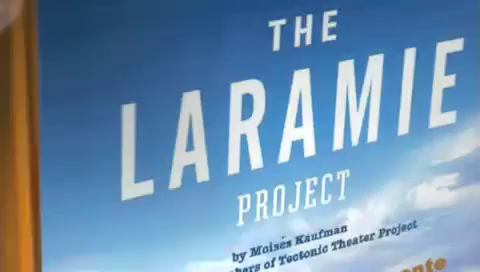 THE
LARAMIE
PROJECT
by Moisés Kaufman
of Tectonic Theater Project